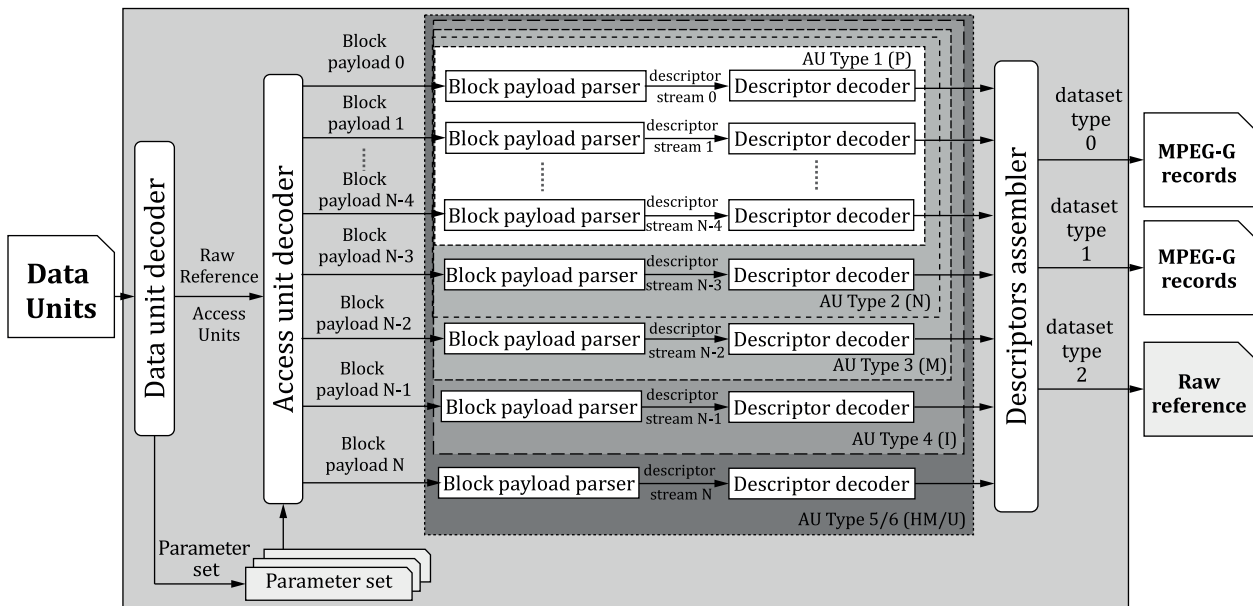 Data
Units
Data unit decoder
Raw
Reference
Access
Units
Parameter
set
Parameter set
Access unit decoder
Block
payload 0
Block
payload 1
Block
payload N-4
Block
payload N-3
Block
payload N-2
Block
payload N-1
Block
payload N
AU Type 1 (P)
Block payload parser
descriptor
stream 0
Descriptor decoder
Block payload parser
descriptor
stream 1
Descriptor decoder
Block payload parser
descriptor
stream N-4
Descriptor decoder
Block payload parser
descriptor
stream N-3
Descriptor decoder
AU Type 2 (N)
Block payload parser
descriptor
stream N-2
Descriptor decoder
AU Type 3 (M)
Block payload parser
descriptor
stream N-1
Descriptor decoder
AU Type 4 (I)
Block payload parser
descriptor
stream N
Descriptor decoder
AU Type 5/6 (HM/U)
Descriptors assembler
dataset
type
0
MPEG-G
records
dataset
type
1
MPEG-G
records
dataset
type
2
Raw
reference